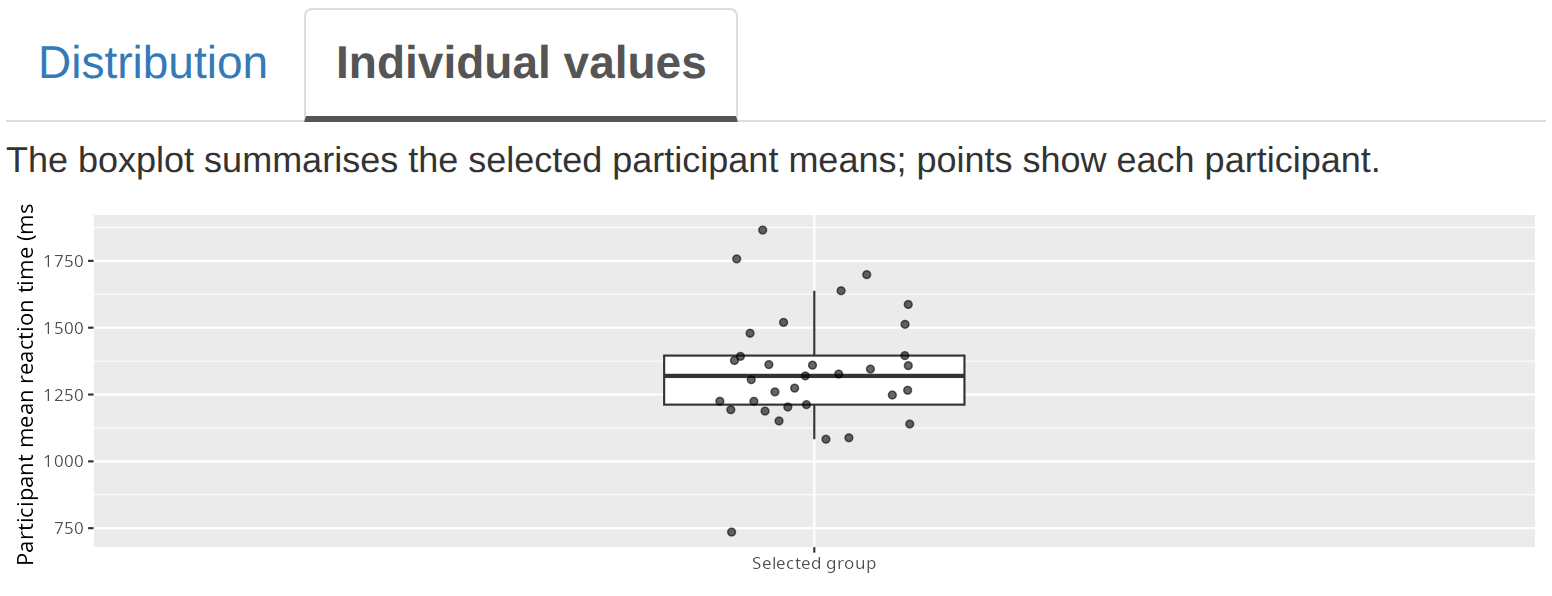 Distribution
Individual values
The boxplot summarises the selected participant means; points show each participant.
Participant mean reaction time (ms
1750
1500
1250
1000
750
Selected group